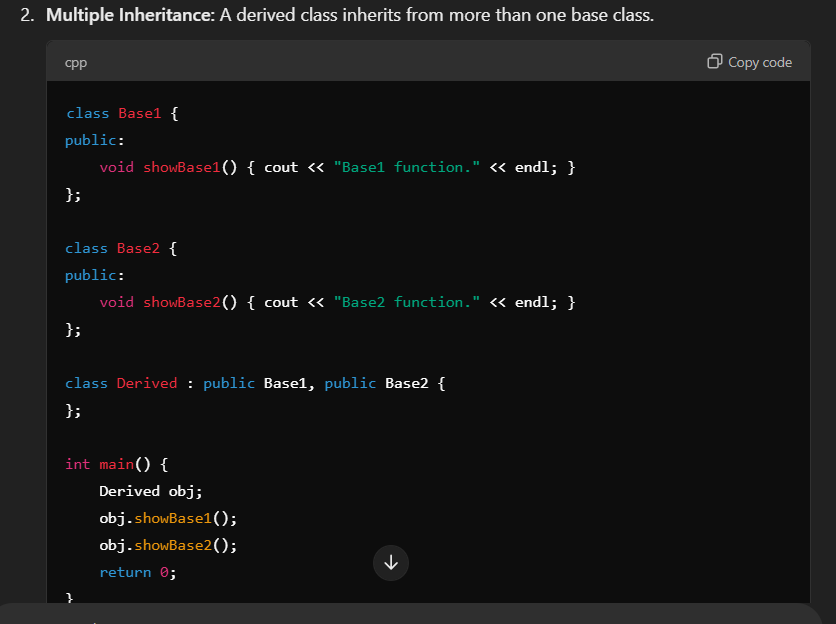 2. Multiple Inheritance: A derived class inherits from more than one base class.
cpp
Copy code
class Base1 {
public:
    void showBase1() { cout << "Base1 function." << endl; }
};

class Base2 {
public:
    void showBase2() { cout << "Base2 function." << endl; }
};

class Derived : public Base1, public Base2 {
};

int main() {
    Derived obj;
    obj.showBase1();
    obj.showBase2();
    return 0;
}